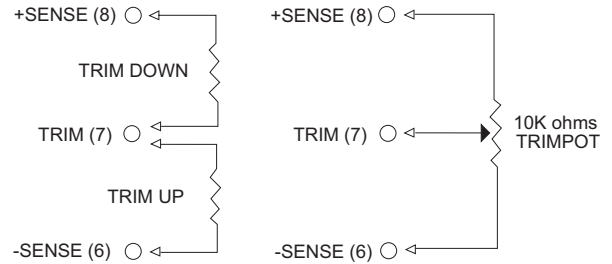 +SENSE (8)
TRIM DOWN
TRIM (7)
TRIM UP
-SENSE (6)
+SENSE (8)
TRIM (7)
10K ohms
TRIMPOT
-SENSE (6)